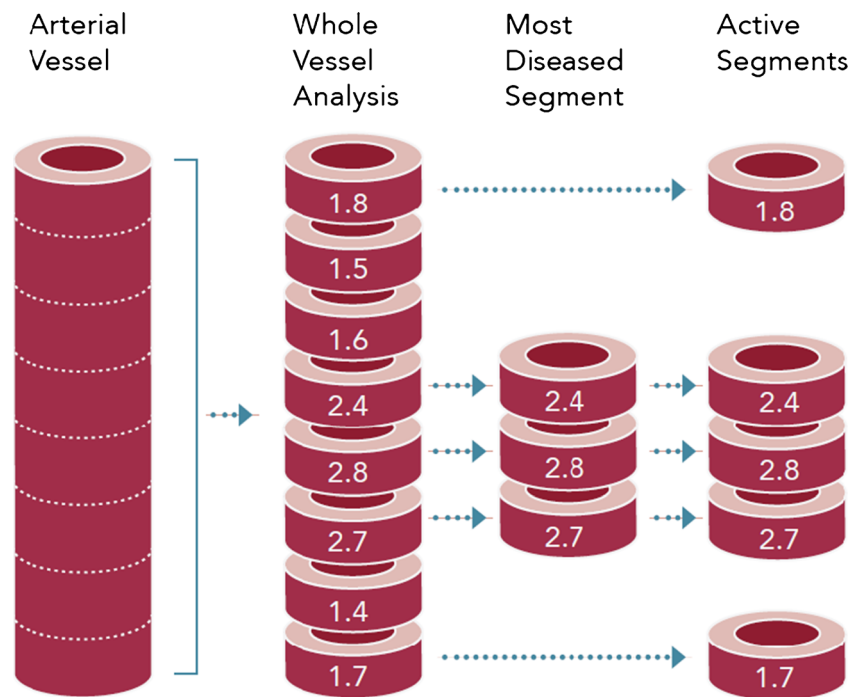 Arterial
Vessel
Whole
Vessel
Analysis
Most
Diseased
Segment
Active
Segments
1.8
1.5
1.6
2.4
2.8
2.7
1.4
1.7
2.4
2.8
2.7
1.8
2.4
2.8
2.7
1.7